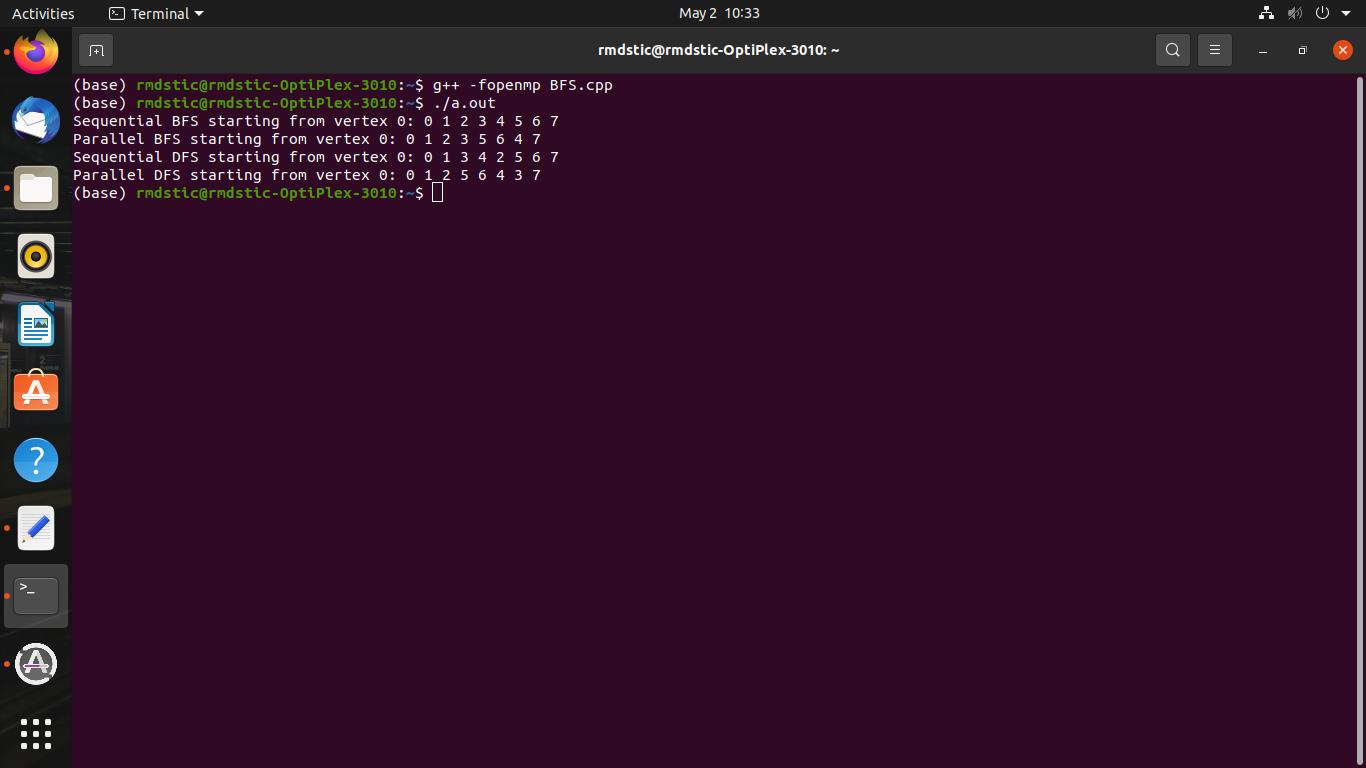 Activities
Terminal
May 2 10:33
rmdstic@rmdstic-OptiPlex-3010: ~
(base) rmdstic@rmdstic-OptiPlex-3010:~$ g++ -fopenmp BFS.cpp
(base) rmdstic@rmdstic-OptiPlex-3010:~$ ./a.out
Sequential BFS starting from vertex 0: 0 1 2 3 4 5 6 7
Parallel BFS starting from vertex 0: 0 1 2 3 5 6 4 7
Sequential DFS starting from vertex 0: 0 1 3 4 2 5 6 7
Parallel DFS starting from vertex 0: 0 1 2 5 6 4 3 7
(base) rmdstic@rmdstic-OptiPlex-3010:~$